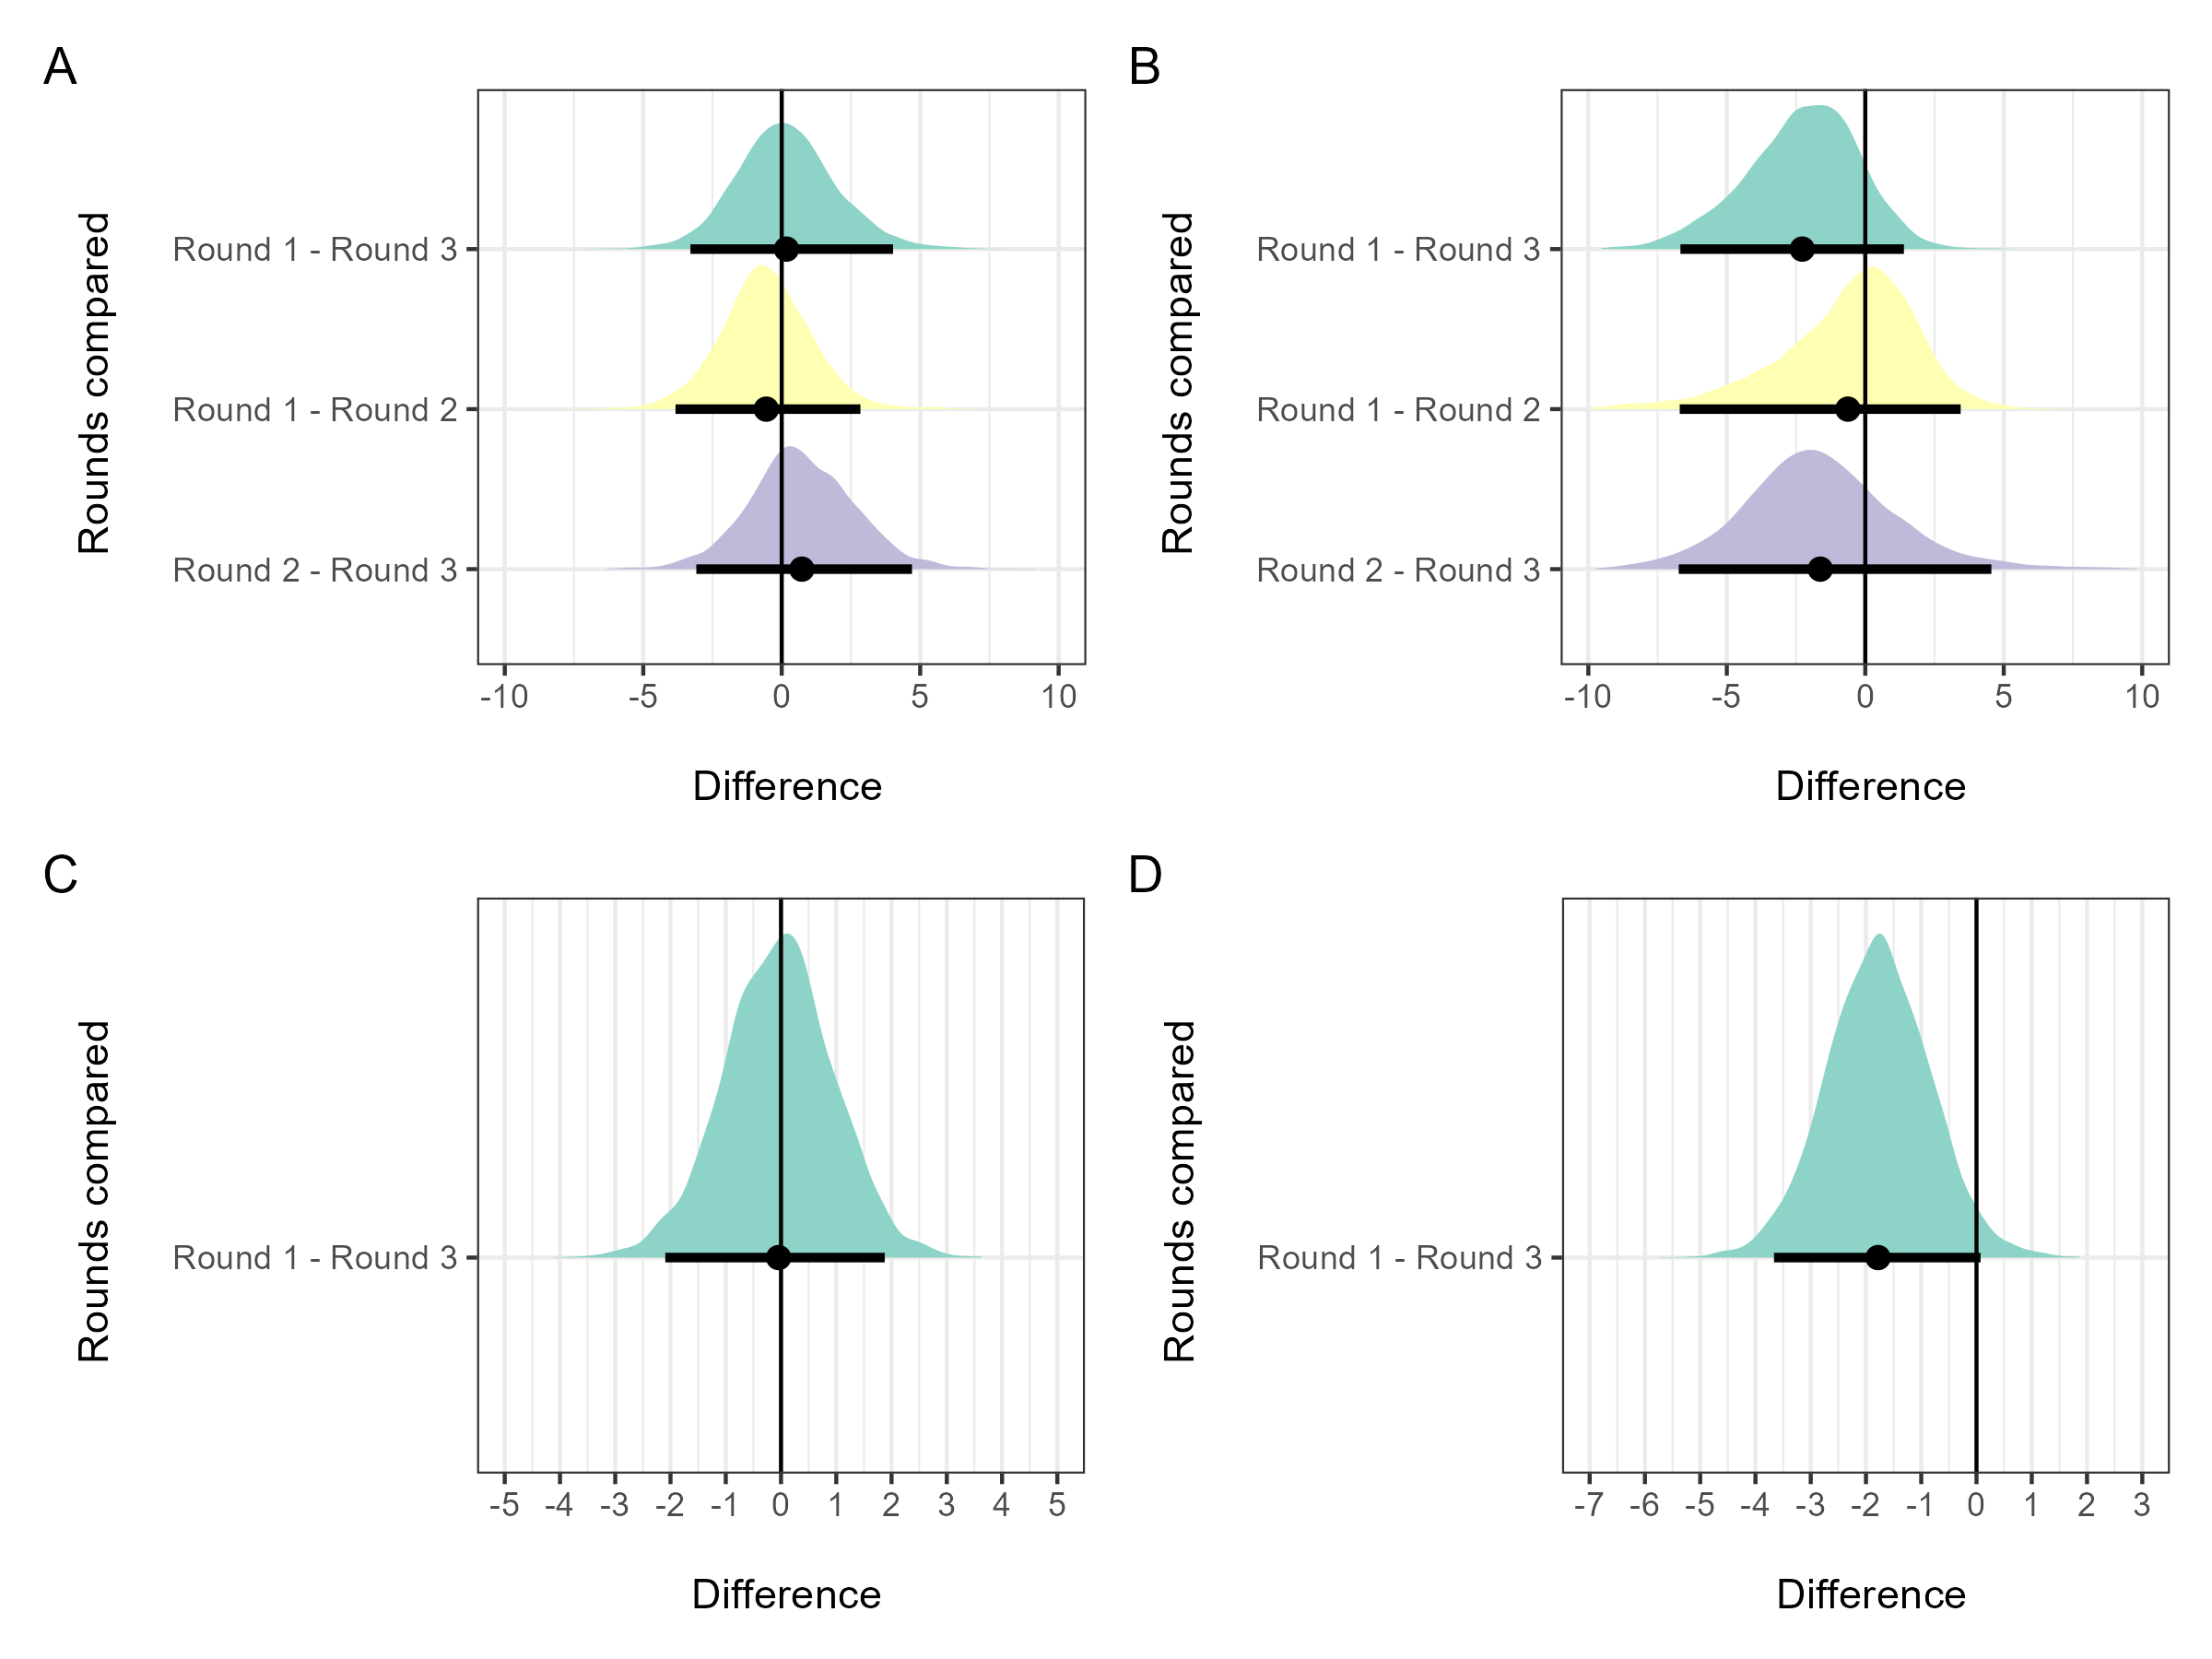 A
Rounds compared
Round 1 - Round 3
Round 1 - Round 2
Round 2 - Round 3
-10 -5 0 5 10
Difference
B
Rounds compared
Round 1 - Round 3
Round 1 - Round 2
Round 2 - Round 3
-10 -5 0 5 10
Difference
C
Rounds compared
Round 1 - Round 3
-5 -4 -3 -2 -1 0 1 2 3 4 5
Difference
D
Rounds compared
Round 1 - Round 3
-7 -6 -5 -4 -3 -2 -1 0 1 2 3
Difference